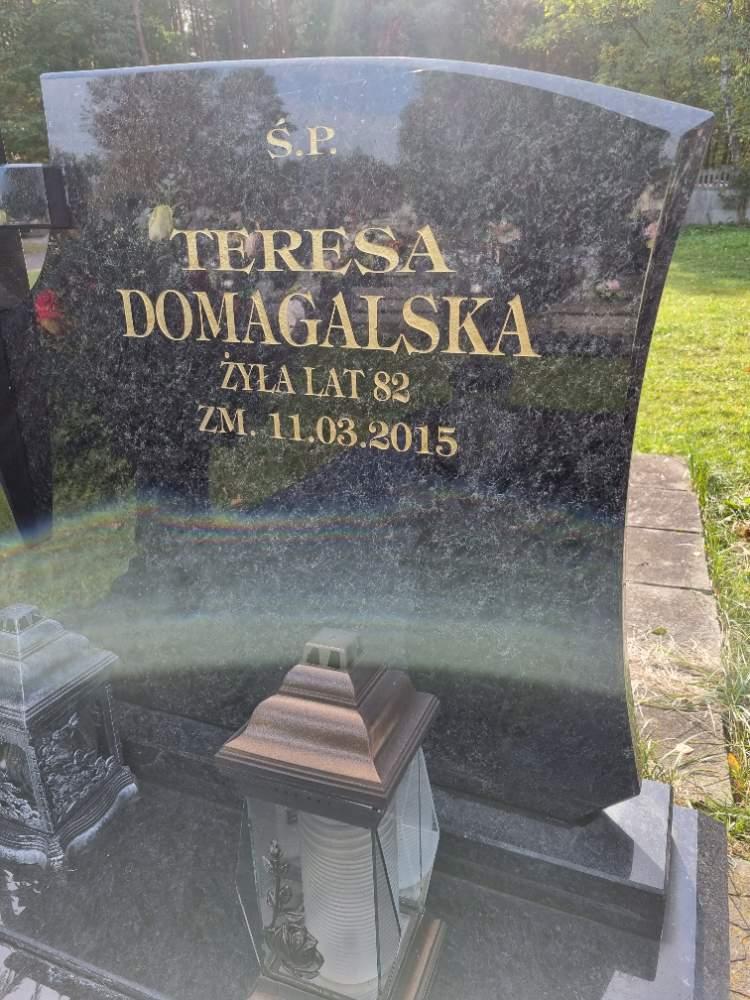 Ś.P.
TERESA
DOMAGALSKA
ŻYŁA LAT 82
ZM. 11.03.2015